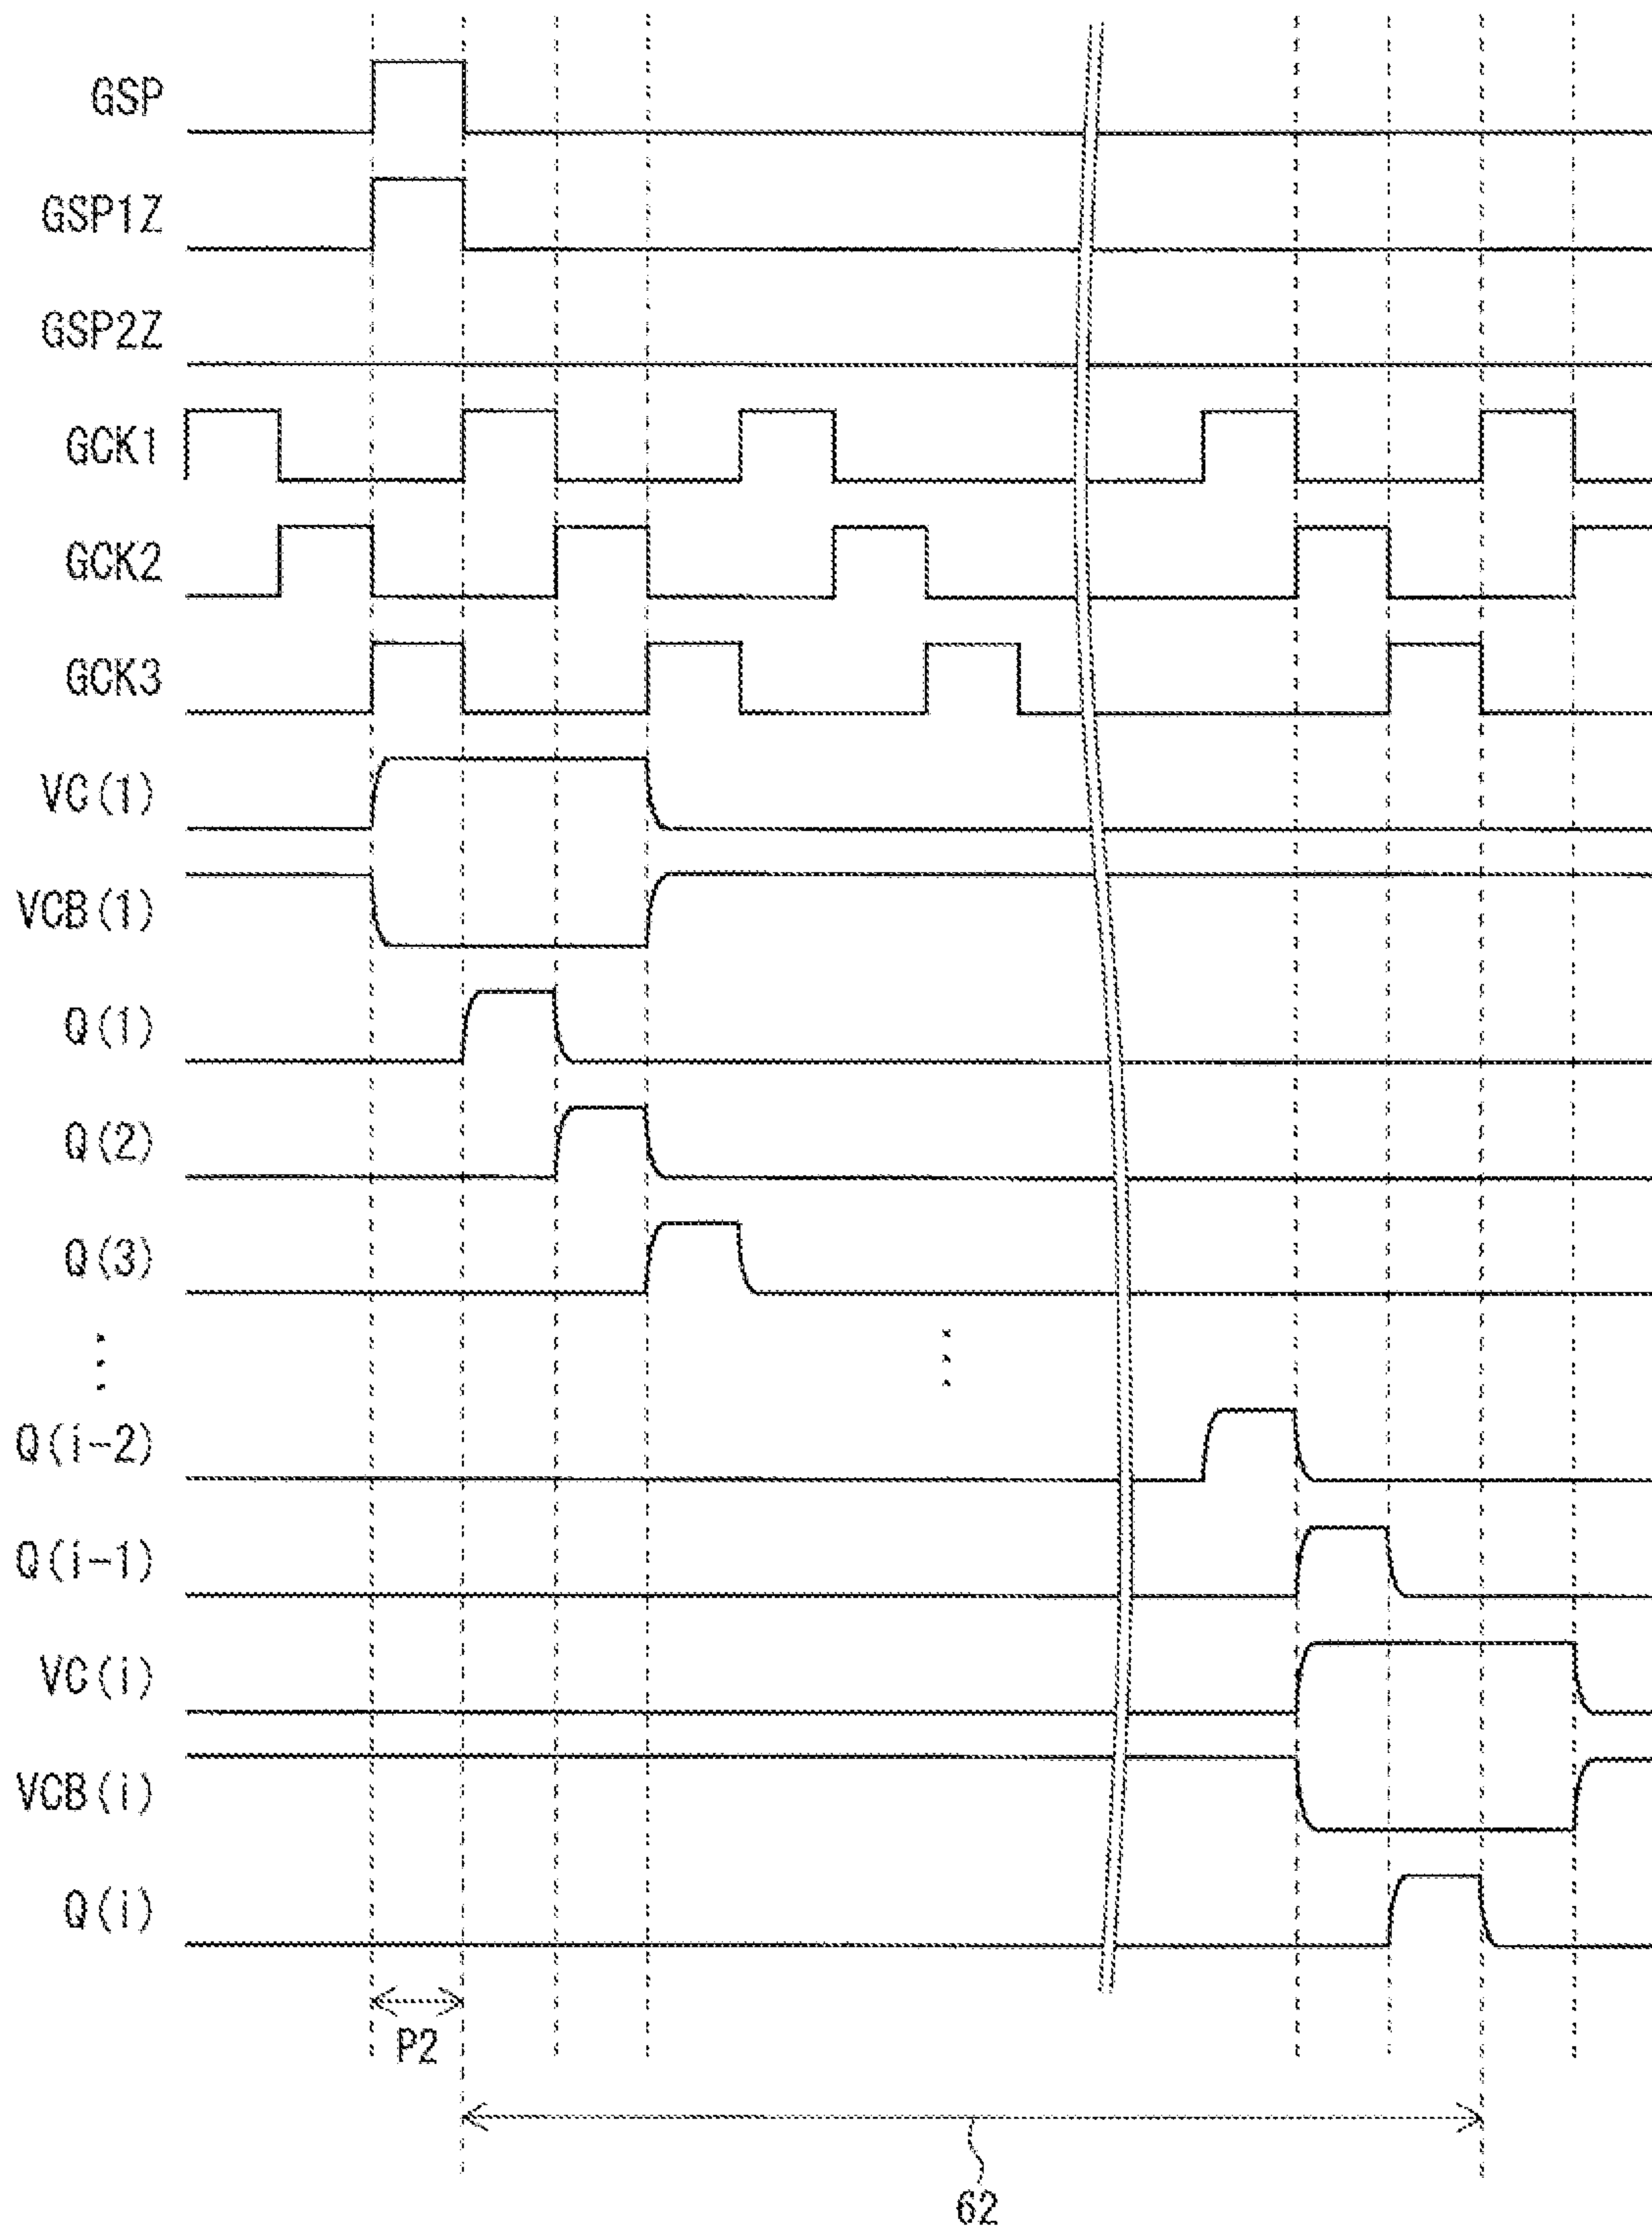 GSP
GSP1Z
GSP2Z
GCK1
GCK2
GCK3
VC(1)
VCB(1)
Q(1)
Q(2)
Q(3)
Q(i-2)
Q(i-1)
VC(i)
VCB(i)
Q(i)
P2
62